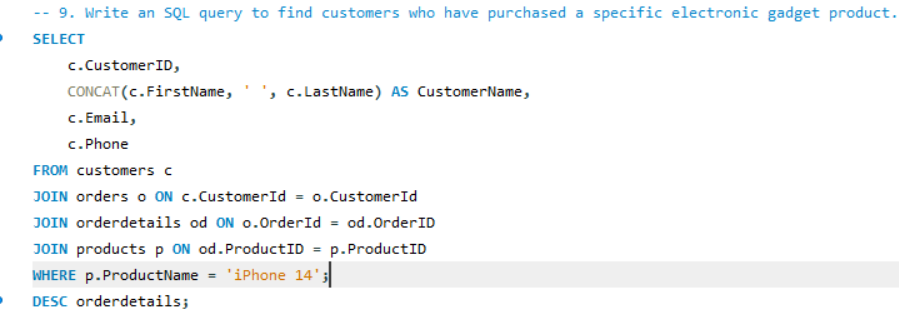 -- 9. Write an SQL query to find customers who have purchased a specific electronic gadget product.
SELECT
c.CustomerID,
CONCAT(c.FirstName, ' ', c.LastName) AS CustomerName,
c.Email,
c.Phone
FROM customers c
JOIN orders o ON c.CustomerId = o.CustomerId
JOIN orderdetails od ON o.OrderId = od.OrderID
JOIN products p ON od.ProductID = p.ProductID
WHERE p.ProductName = 'iPhone 14';
DESC orderdetails;